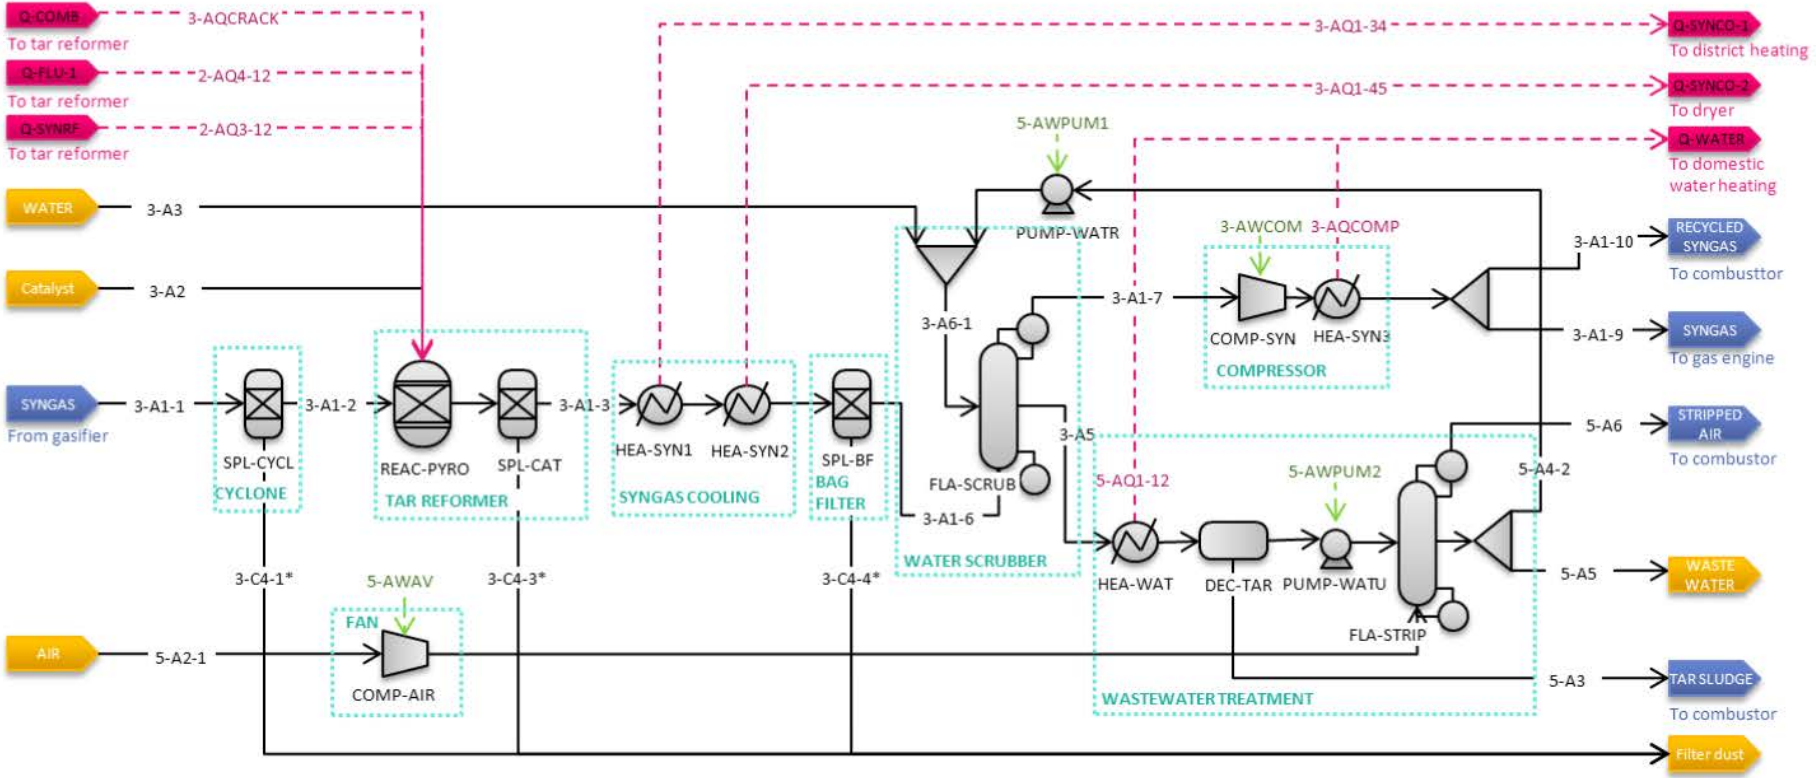 Q-COMB
3-AQCRACK
To tar reformer
Q-FLU-1
2-AQ4-12
To tar reformer
Q-SYNRF
2-AQ3-12
To tar reformer
3-AQ1-34
Q-SYNCO-1
To district heating
3-AQ1-45
Q-SYNCO-2
To dryer
5-AWPUM1
Q-WATER
To domestic
water heating
WATER
3-A3
PUMP-WATR
3-AWCOM
3-AQCOMP
3-A1-10
RECYCLED
SYNGAS
To combusttor
Catalyst
3-A2
3-A6-1
3-A1-7
COMP-SYN
HEA-SYN3
COMPRESSOR
3-A1-9
SYNGAS
To gas engine
SYNGAS
From gasifier
3-A1-1
3-A1-2
3-A1-3
SPL-CYCL
CYCLONE
REAC-PYRO
SPL-CAT
TAR REFORMER
HEA-SYN1
HEA-SYN2
SYNGAS COOLING
SPL-BF
BAG
FILTER
FLA-SCRUB
3-A1-6
WATER SCRUBBER
3-A5
5-A6
STRIPPED
AIR
To combustor
5-AQ1-12
5-AWPUM2
5-A4-2
HEA-WAT
DEC-TAR
PUMP-WATU
FLA-STRIP
5-A5
WASTE
WATER
3-C4-1*
5-AWAV
3-C4-3*
3-C4-4*
FAN
AIR
5-A2-1
COMP-AIR
WASTEWATER TREATMENT
5-A3
TAR SLUDGE
To combustor
Filter dust